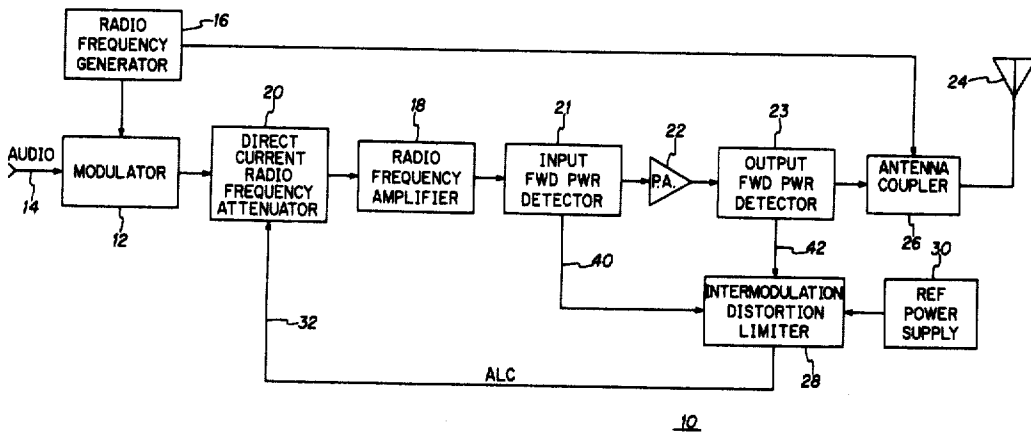 RADIO
FREQUENCY
GENERATOR
16
24
20
18
21
22
23
AUDIO
14
MODULATOR
12
DIRECT
CURRENT
RADIO
FREQUENCY
ATTENUATOR
RADIO
FREQUENCY
AMPLIFIER
INPUT
FWD PWR
DETECTOR
P.A.
OUTPUT
FWD PWR
DETECTOR
ANTENNA
COUPLER
26
40
42
30
INTERMODULATION
DISTORTION
LIMITER
28
REF
POWER
SUPPLY
32
ALC
10